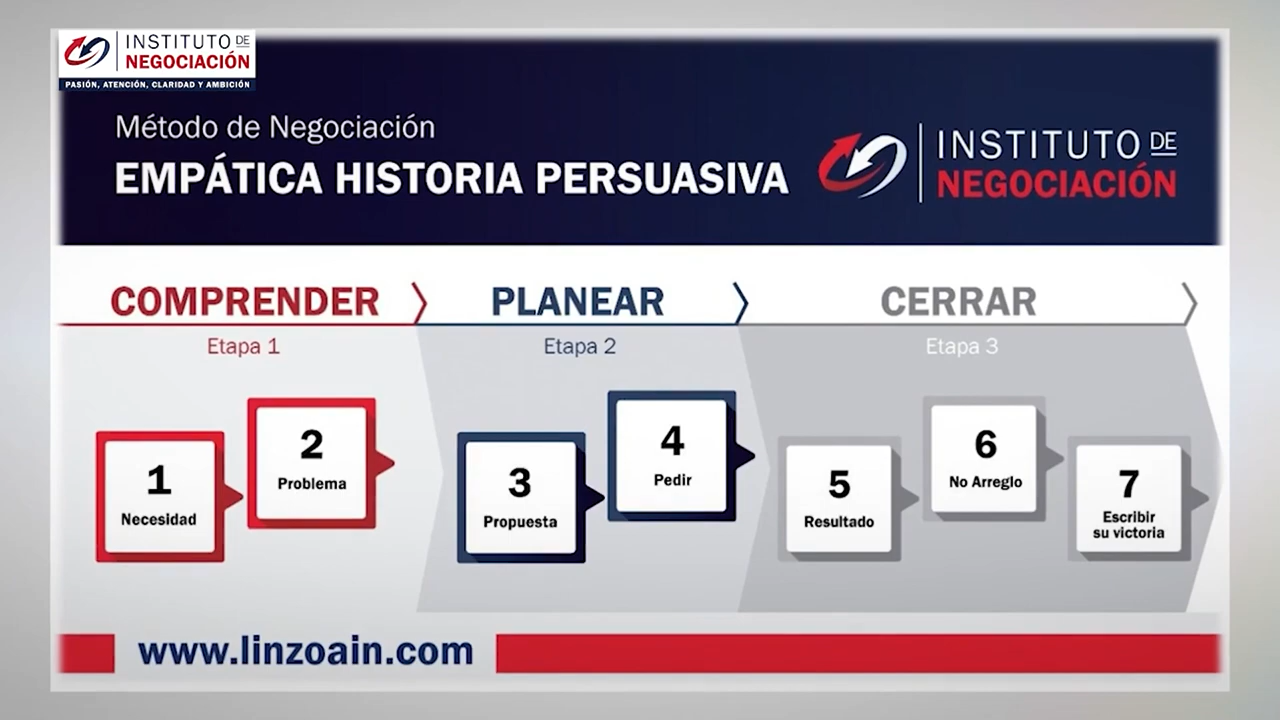 INSTITUTO DE
NEGOCIACIÓN
PASIÓN, ATENCIÓN, CLARIDAD Y AMBICIÓN
Método de Negociación
EMPÁTICA HISTORIA PERSUASIVA
INSTITUTO DE
NEGOCIACIÓN
COMPRENDER
PLANEAR
CERRAR
Etapa 1
Etapa 2
Etapa 3
1
Necesidad
2
Problema
3
Propuesta
4
Pedir
5
Resultado
6
No Arreglo
7
Escribir
su victoria
www.linzoain.com